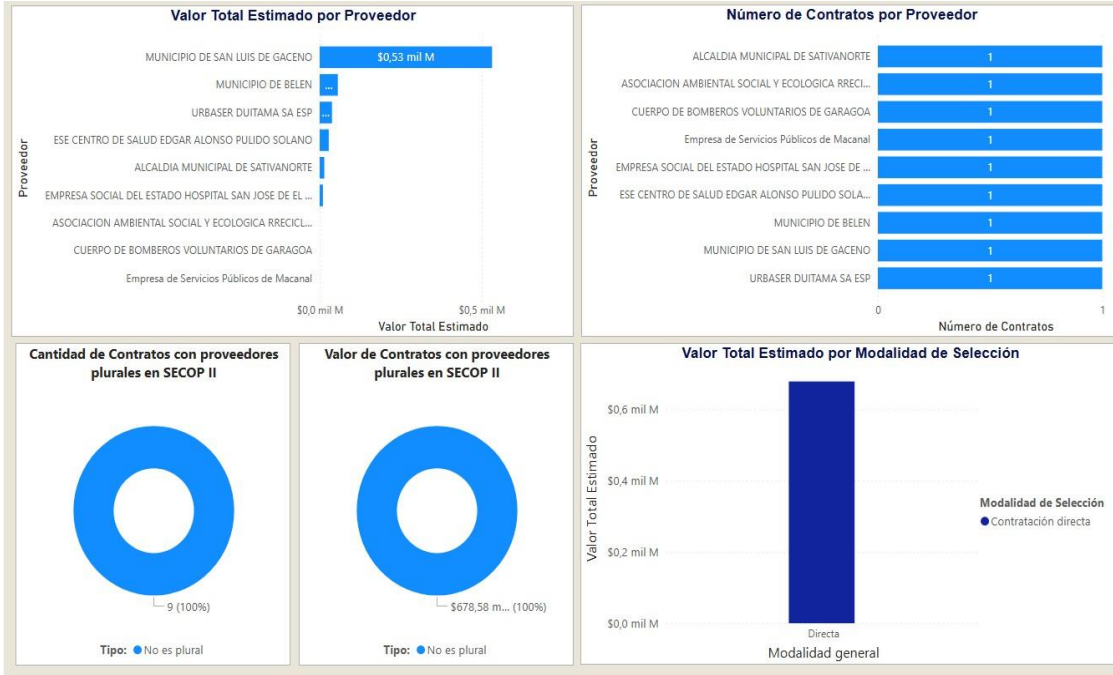 Valor Total Estimado por Proveedor
Proveedor
MUNICIPIO DE SAN LUIS DE GACENO
$0,53 mil M
MUNICIPIO DE BELEN
...
URBASER DUITAMA SA ESP
...
ESE CENTRO DE SALUD EDGAR ALONSO PULIDO SOLANO
ALCALDIA MUNICIPAL DE SATIVANORTE
EMPRESA SOCIAL DEL ESTADO HOSPITAL SAN JOSE DE EL ...
ASOCIACION AMBIENTAL SOCIAL Y ECOLOGICA RRECICL...
CUERPO DE BOMBEROS VOLUNTARIOS DE GARAGOA
Empresa de Servicios Públicos de Macanal
$0,0 mil M
$0,5 mil M
Valor Total Estimado
Número de Contratos por Proveedor
Proveedor
ALCALDIA MUNICIPAL DE SATIVANORTE
1
ASOCIACION AMBIENTAL SOCIAL Y ECOLOGICA RRECI...
1
CUERPO DE BOMBEROS VOLUNTARIOS DE GARAGOA
1
Empresa de Servicios Públicos de Macanal
1
EMPRESA SOCIAL DEL ESTADO HOSPITAL SAN JOSE DE ...
1
ESE CENTRO DE SALUD EDGAR ALONSO PULIDO SOLA...
1
MUNICIPIO DE BELEN
1
MUNICIPIO DE SAN LUIS DE GACENO
1
URBASER DUITAMA SA ESP
1
0
1
Número de Contratos
Cantidad de Contratos con proveedores
plurales en SECOP II
9 (100%)
Tipo: No es plural
Valor de Contratos con proveedores
plurales en SECOP II
$678,58 m... (100%)
Tipo: No es plural
Valor Total Estimado por Modalidad de Selección
Valor Total Estimado
$0,6 mil M
$0,4 mil M
$0,2 mil M
$0,0 mil M
Directa
Modalidad general
Modalidad de Selección
Contratación directa